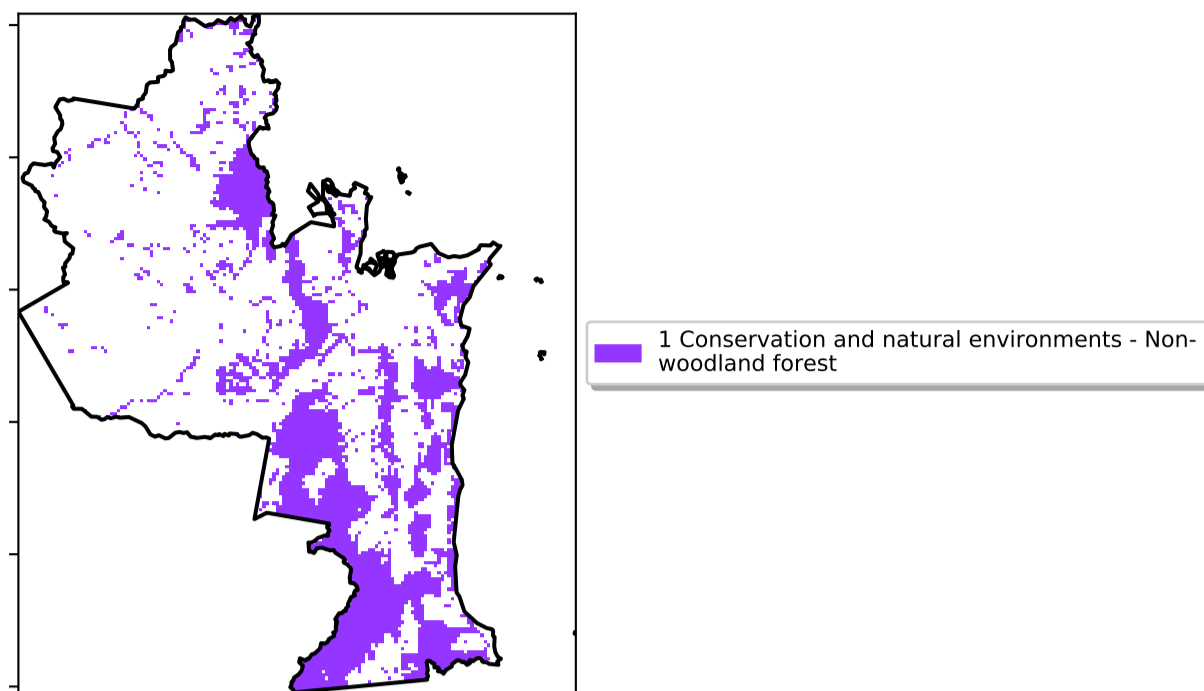 1 Conservation and natural environments - Non-
woodland forest